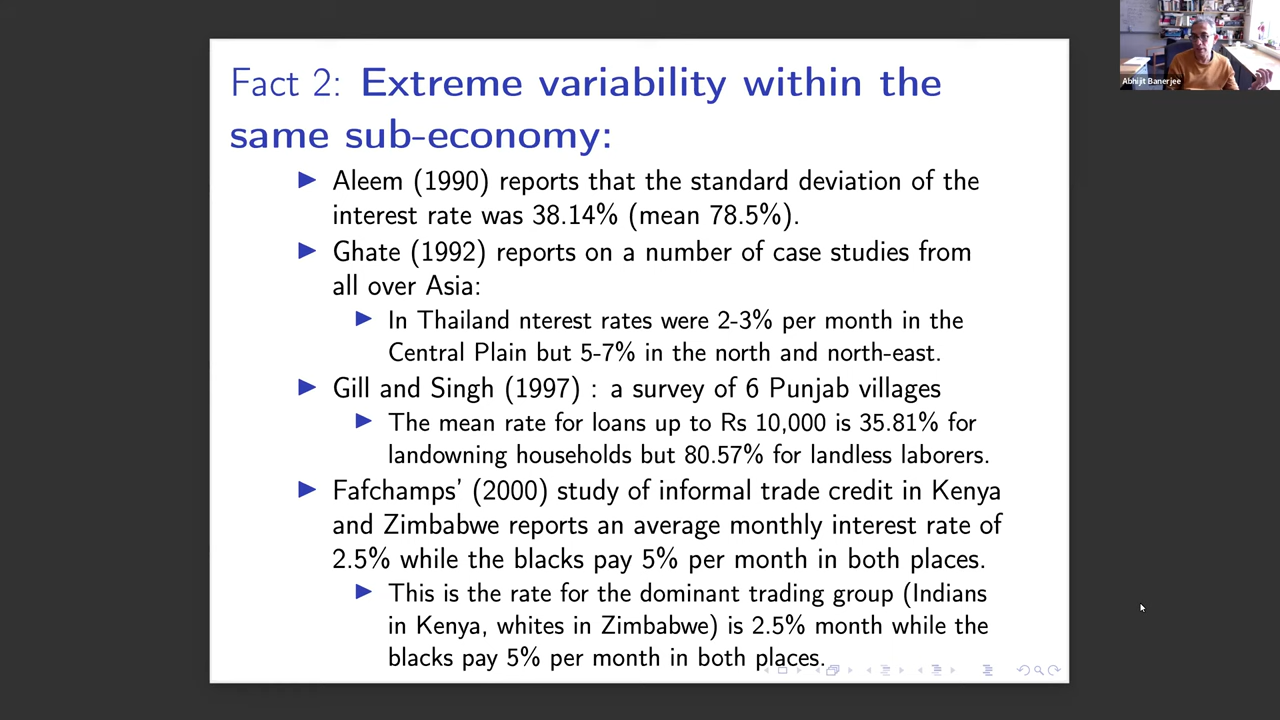 Abhijit Banerjee
Fact 2: Extreme variability within the
same sub-economy:
Aleem (1990) reports that the standard deviation of the
interest rate was 38.14% (mean 78.5%).
Ghate (1992) reports on a number of case studies from
all over Asia:
In Thailand nterest rates were 2-3% per month in the
Central Plain but 5-7% in the north and north-east.
Gill and Singh (1997) : a survey of 6 Punjab villages
The mean rate for loans up to Rs 10,000 is 35.81% for
landowning households but 80.57% for landless laborers.
Fafchamps' (2000) study of informal trade credit in Kenya
and Zimbabwe reports an average monthly interest rate of
2.5% while the blacks pay 5% per month in both places.
This is the rate for the dominant trading group (Indians
in Kenya, whites in Zimbabwe) is 2.5% month while the
blacks pay 5% per month in both places.